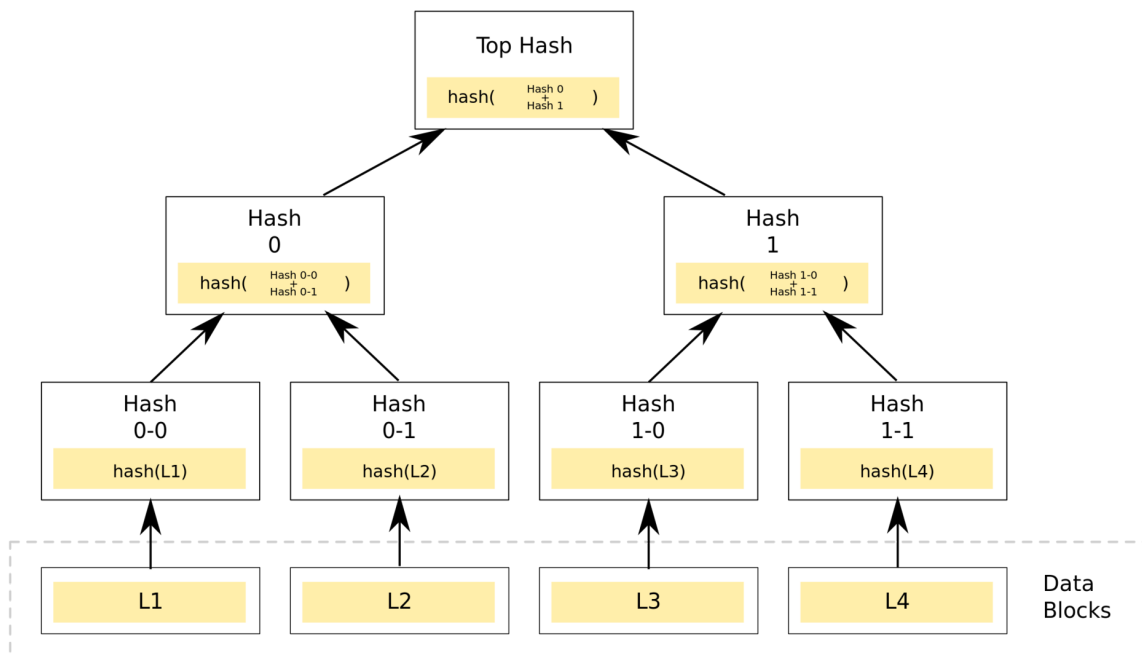 Top Hash
hash( Hash 0 + Hash 1 )
Hash
0
hash( Hash 0-0 + Hash 0-1 )
Hash
1
hash( Hash 1-0 + Hash 1-1 )
Hash
0-0
hash(L1)
Hash
0-1
hash(L2)
Hash
1-0
hash(L3)
Hash
1-1
hash(L4)
L1
L2
L3
L4
Data
Blocks